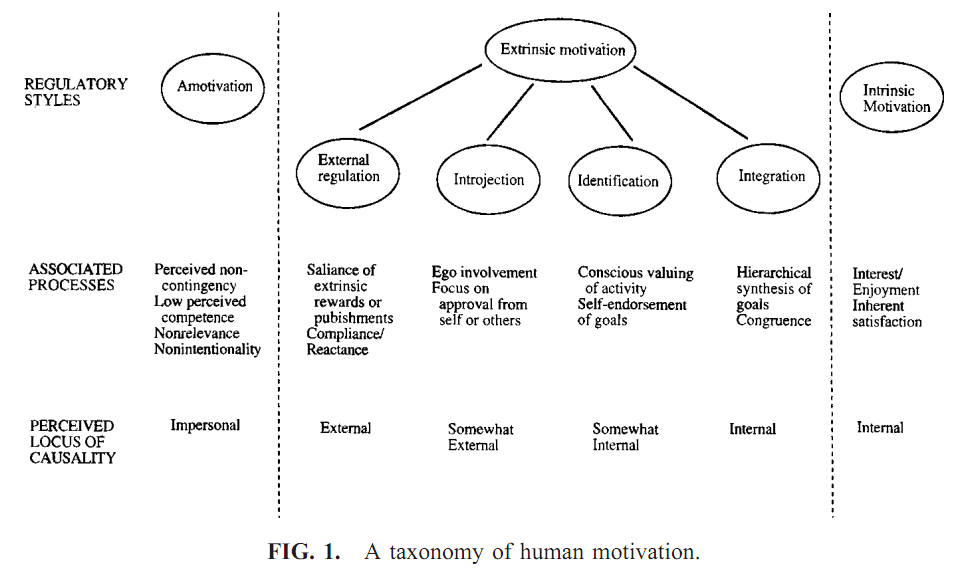 REGULATORY
STYLES
Amotivation
Extrinsic motivation
External
regulation
Introjection
Identification
Integration
Intrinsic
Motivation
ASSOCIATED
PROCESSES
Perceived non-
contingency
Low perceived
competence
Nonrelevance
Nonintentionality
Saliance of
extrinsic
rewards or
pubishments
Compliance/
Reactance
Ego involvement
Focus on
approval from
self or others
Conscious valuing
of activity
Self-endorsement
of goals
Hierarchical
synthesis of
goals
Congruence
Interest/
Enjoyment
Inherent
satisfaction
PERCEIVED
LOCUS OF
CAUSALITY
Impersonal
External
Somewhat
External
Somewhat
Internal
Internal
Internal
FIG. 1. A taxonomy of human motivation.